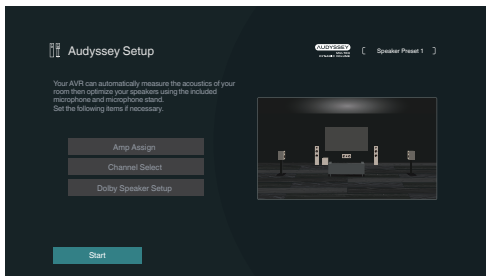 Audyssey Setup
AUDYSSEY
[ Speaker Preset 1 ]
Your AVR can automatically measure the acoustics of your
room then optimize your speakers using the included
microphone and microphone stand.
Set the following items if necessary.
Amp Assign
Channel Select
Dolby Speaker Setup
Start